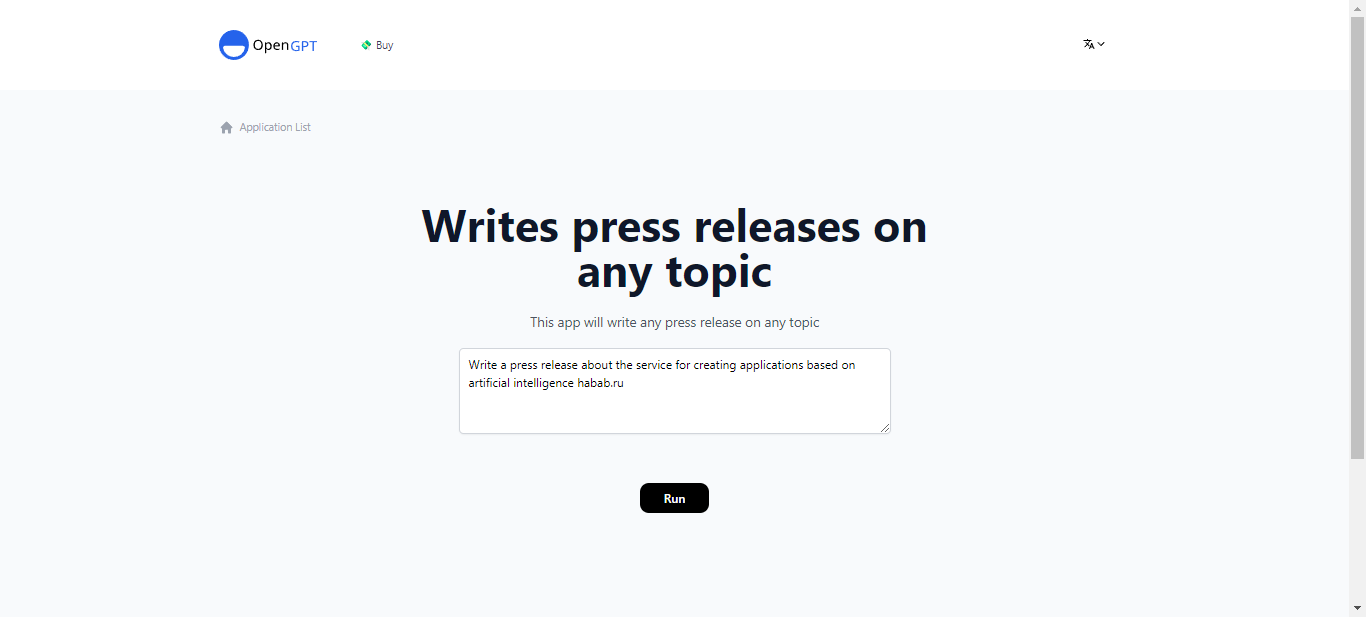 OpenGPT
Buy
Application List
Writes press releases on
any topic
This app will write any press release on any topic
Write a press release about the service for creating applications based on
artificial intelligence habab.ru
Run